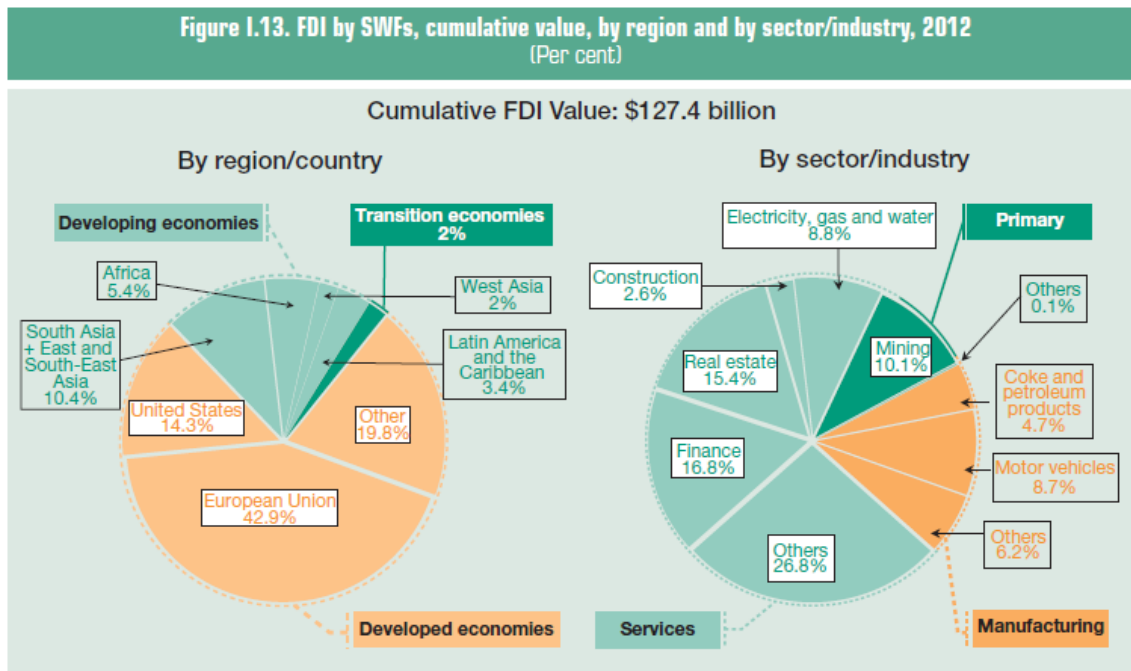 Figure I.13. FDI by SWFs, cumulative value, by region and by sector/industry, 2012
(Per cent)
Cumulative FDI Value: $127.4 billion
By region/country
Developing economies
Transition economies
2%
Africa
5.4%
West Asia
2%
South Asia
+ East and
South-East
Asia
10.4%
Latin America
and the
Caribbean
3.4%
United States
14.3%
Other
19.8%
European Union
42.9%
Developed economies
By sector/industry
Electricity, gas and water
8.8%
Primary
Construction
2.6%
Others
0.1%
Mining
10.1%
Real estate
15.4%
Coke and
petroleum
products
4.7%
Finance
16.8%
Motor vehicles
8.7%
Others
6.2%
Others
26.8%
Services
Manufacturing